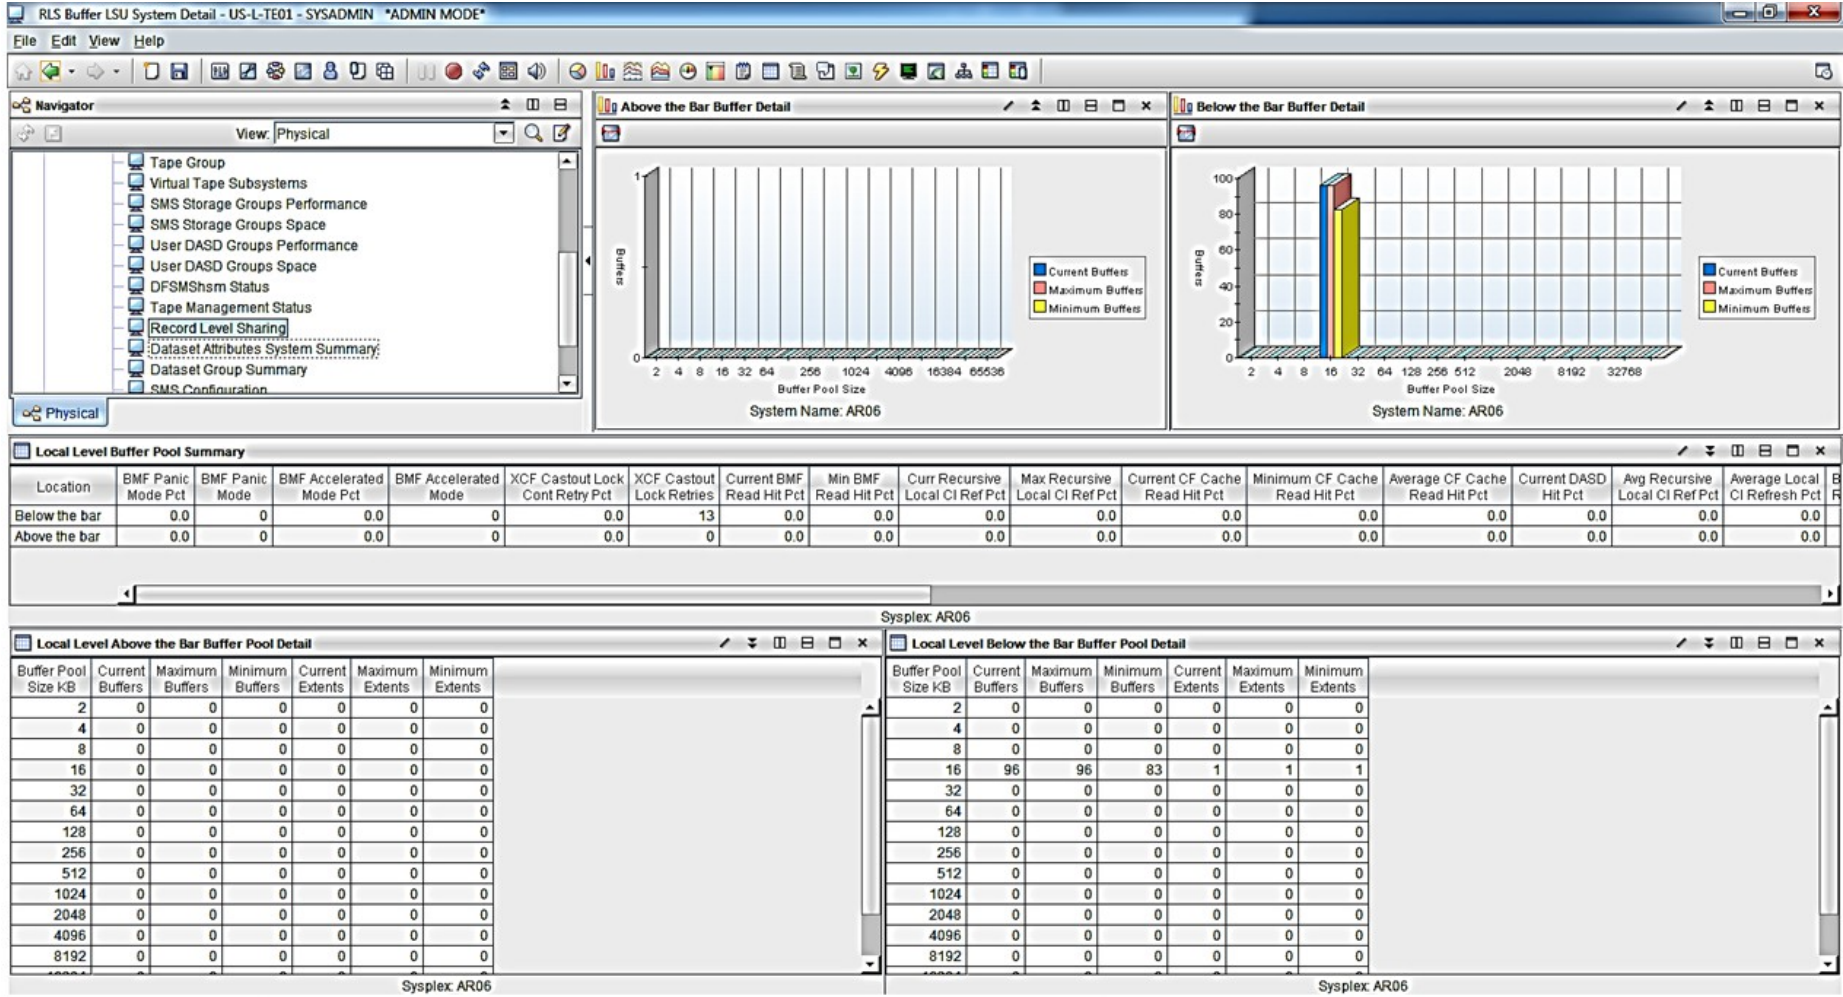 RLS Buffer LSU System Detail - US-L-TE01 - SYSADMIN *ADMIN MODE*
File Edit View Help
Navigator
View: Physical
Tape Group
Virtual Tape Subsystems
SMS Storage Groups Performance
SMS Storage Groups Space
User DASD Groups Performance
User DASD Groups Space
DFSMShsm Status
Tape Management Status
Record Level Sharing
Dataset Attributes System Summary
Dataset Group Summary
SMS Configuration
Physical
Above the Bar Buffer Detail
1
0
Buffers
2 4 8 16 32 64 256 1024 4096 16384 65536
Buffer Pool Size
System Name: AR06
Current Buffers
Maximum Buffers
Minimum Buffers
Below the Bar Buffer Detail
100
80
60
40
20
0
Buffers
2 4 8 16 32 64 128 256 512 2048 8192 32768
Buffer Pool Size
System Name: AR06
Current Buffers
Maximum Buffers
Minimum Buffers
Local Level Buffer Pool Summary
Location BMF Panic Mode Pct BMF Panic Mode BMF Accelerated Mode Pct BMF Accelerated Mode XCF Castout Lock Cont Retry Pct XCF Castout Lock Retries Current BMF Read Hit Pct Min BMF Read Hit Pct Curr Recursive Local CI Ref Pct Max Recursive Local CI Ref Pct Current CF Cache Read Hit Pct Minimum CF Cache Read Hit Pct Average CF Cache Read Hit Pct Current DASD Hit Pct Avg Recursive Local CI Ref Pct Average Local CI Refresh Pct B R
Below the bar 0.0 0 0.0 0 0.0 13 0.0 0.0 0.0 0.0 0.0 0.0 0.0 0.0 0.0 0.0
Above the bar 0.0 0 0.0 0 0.0 0 0.0 0.0 0.0 0.0 0.0 0.0 0.0 0.0 0.0 0.0
Sysplex: AR06
Local Level Above the Bar Buffer Pool Detail
Buffer Pool Size KB Current Buffers Maximum Buffers Minimum Buffers Current Extents Maximum Extents Minimum Extents
2 0 0 0 0 0 0
4 0 0 0 0 0 0
8 0 0 0 0 0 0
16 0 0 0 0 0 0
32 0 0 0 0 0 0
64 0 0 0 0 0 0
128 0 0 0 0 0 0
256 0 0 0 0 0 0
512 0 0 0 0 0 0
1024 0 0 0 0 0 0
2048 0 0 0 0 0 0
4096 0 0 0 0 0 0
8192 0 0 0 0 0 0
Sysplex: AR06
Local Level Below the Bar Buffer Pool Detail
Buffer Pool Size KB Current Buffers Maximum Buffers Minimum Buffers Current Extents Maximum Extents Minimum Extents
2 0 0 0 0 0 0
4 0 0 0 0 0 0
8 0 0 0 0 0 0
16 96 96 83 1 1 1
32 0 0 0 0 0 0
64 0 0 0 0 0 0
128 0 0 0 0 0 0
256 0 0 0 0 0 0
512 0 0 0 0 0 0
1024 0 0 0 0 0 0
2048 0 0 0 0 0 0
4096 0 0 0 0 0 0
8192 0 0 0 0 0 0
Sysplex: AR06